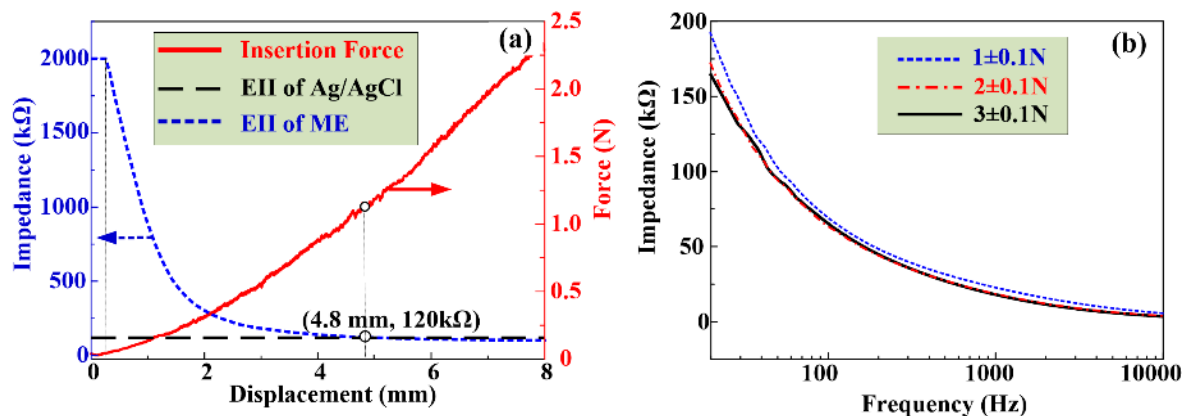 (a)
Insertion Force
EII of Ag/AgCl
EII of ME
(4.8 mm, 120kΩ)
Impedance (kΩ)
2000
1500
1000
500
250
0
Force (N)
2.5
2.0
1.5
1.0
0.5
0
0 2 4 6 8
Displacement (mm)
(b)
1±0.1N
2±0.1N
3±0.1N
Impedance (kΩ)
200
150
100
50
0
100 1000 10000
Frequency (Hz)